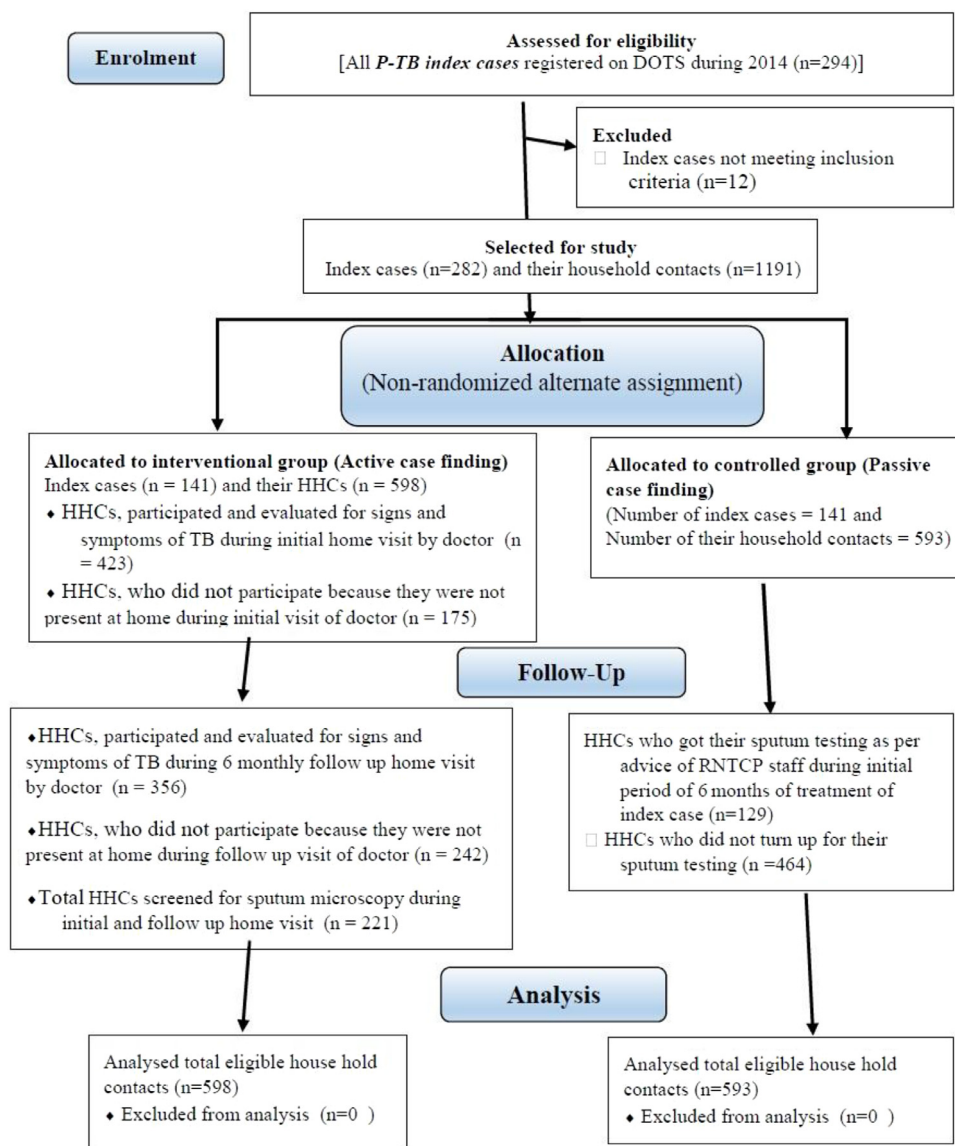 Enrolment
Assessed for eligibility
[All P-TB index cases registered on DOTS during 2014 (n=294)]
Excluded
□ Index cases not meeting inclusion
criteria (n=12)
Selected for study
Index cases (n=282) and their household contacts (n=1191)
Allocation
(Non-randomized alternate assignment)
Allocated to interventional group (Active case finding)
Index cases (n = 141) and their HHCs (n = 598)
♦ HHCs, participated and evaluated for signs and
symptoms of TB during initial home visit by doctor (n
= 423)
♦ HHCs, who did not participate because they were not
present at home during initial visit of doctor (n = 175)
Allocated to controlled group (Passive
case finding)
(Number of index cases = 141 and
Number of their household contacts = 593)
Follow-Up
♦HHCs, participated and evaluated for signs and
symptoms of TB during 6 monthly follow up home visit
by doctor (n = 356)
♦HHCs, who did not participate because they were not
present at home during follow up visit of doctor (n = 242)
♦Total HHCs screened for sputum microscopy during
initial and follow up home visit (n = 221)
HHCs who got their sputum testing as per
advice of RNTCP staff during initial
period of 6 months of treatment of
index case (n=129)
□ HHCs who did not turn up for their
sputum testing (n =464)
Analysis
Analysed total eligible house hold
contacts (n=598)
♦ Excluded from analysis (n=0 )
Analysed total eligible house hold
contacts (n=593)
♦ Excluded from analysis (n=0 )